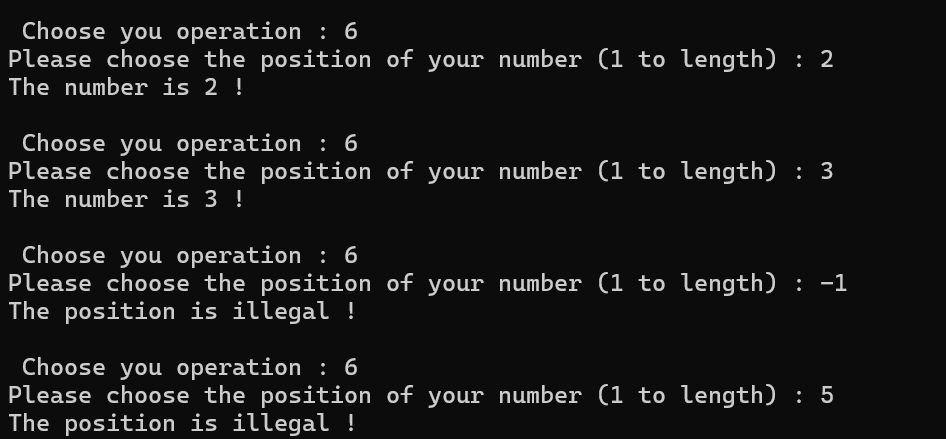 Choose you operation : 6
Please choose the position of your number (1 to length) : 2
The number is 2 !
Choose you operation : 6
Please choose the position of your number (1 to length) : 3
The number is 3 !
Choose you operation : 6
Please choose the position of your number (1 to length) : -1
The position is illegal !
Choose you operation : 6
Please choose the position of your number (1 to length) : 5
The position is illegal !